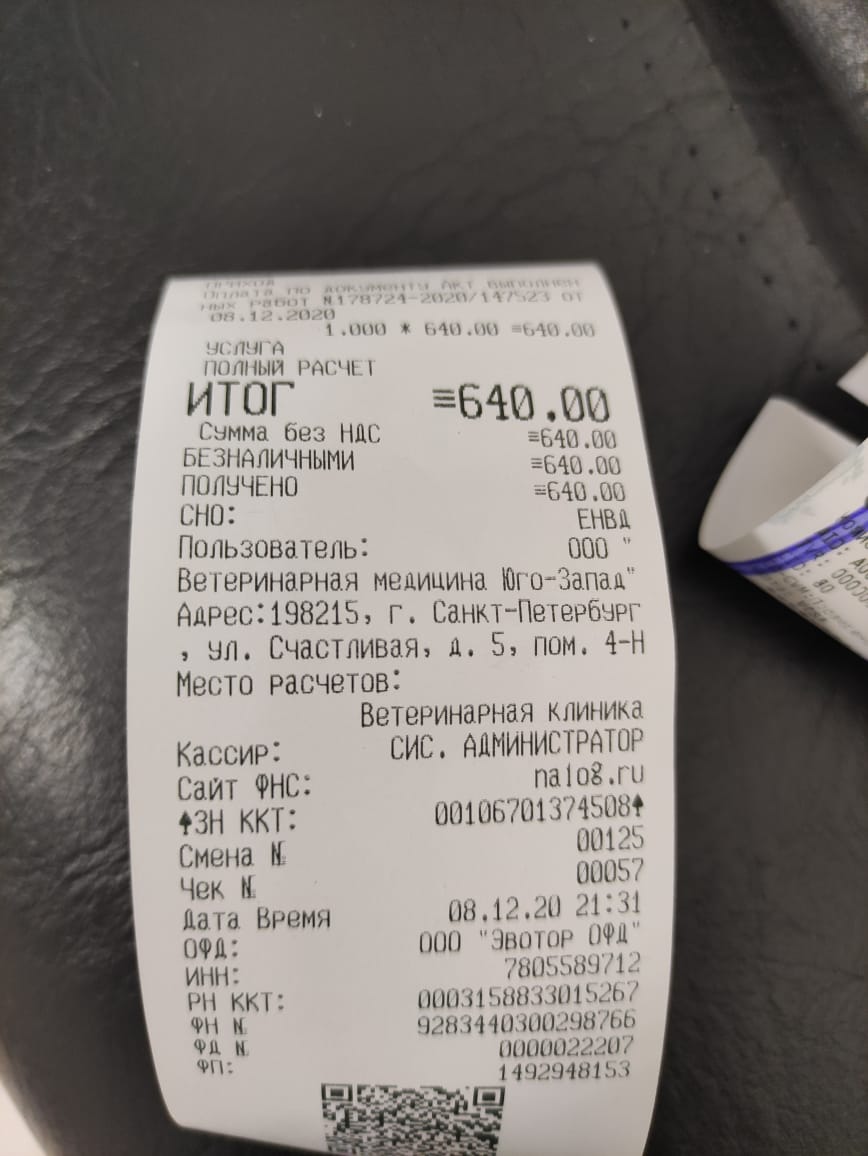 ПРИХОД
Оплата по документу Акт выполнен
ных работ №178724-2020/147523 от
08.12.2020
1.000 * 640.00 =640.00
УСЛУГА
ПОЛНЫЙ РАСЧЕТ
ИТОГ =640.00
Сумма без НДС =640.00
БЕЗНАЛИЧНЫМИ =640.00
ПОЛУЧЕНО =640.00
СНО: ЕНВД
Пользователь: ООО "
Ветеринарная медицина Юго-Запад"
Адрес:198215, г. Санкт-Петербург
, ул. Счастливая, д. 5, пом. 4-Н
Место расчетов:
Ветеринарная клиника
Кассир: СИС. АДМИНИСТРАТОР
Сайт ФНС: nalog.ru
ЗН ККТ: 00106701374508
Смена № 00125
Чек № 00057
Дата Время 08.12.20 21:31
ОФД: ООО "Эвотор ОФД"
ИНН: 7805589712
РН ККТ: 0003158833015267
ФН № 9283440300298766
ФД № 0000022207
ФП: 1492948153